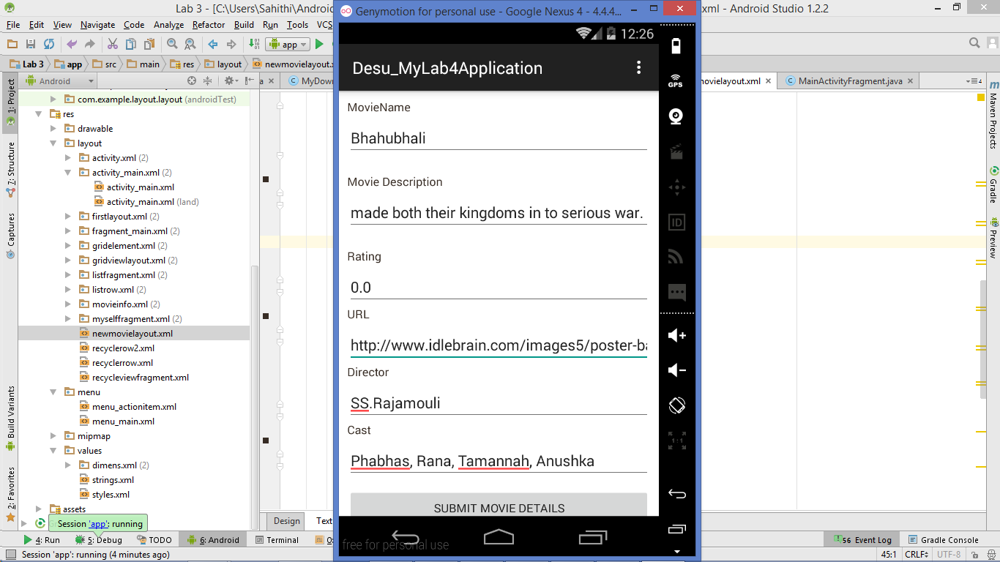 Lab 3 - [C:\Users\Sahithi\Android
.xml - Android Studio 1.2.2
File Edit View Navigate Code Analyze Refactor Build Run Tools VCS
app
Lab 3 app src main res layout newmovielayout.x
Android
MyDow
ovielayout.xml
MainActivityFragment.java
4
1: Project
7: Structure
Captures
Build Variants
2: Favorites
com.example.layout.layout (androidTest)
res
drawable
layout
activity.xml (2)
activity_main.xml (2)
activity_main.xml
activity_main.xml (land)
firstlayout.xml (2)
fragment_main.xml (2)
gridelement.xml (2)
gridviewlayout.xml (2)
listfragment.xml (2)
listrow.xml (2)
movieinfo.xml (2)
myselffragment.xml (2)
newmovielayout.xml
recyclerow2.xml
recyclerrow.xml
recycleviewfragment.xml
menu
menu_actionitem.xml
menu_main.xml
mipmap
values
dimens.xml (2)
strings.xml
styles.xml
assets
Session 'app': running
Design Text
Genymotion for personal use - Google Nexus 4 - 4.4.4...
12:26
Desu_MyLab4Application
MovieName
Bhahubhali
Movie Description
made both their kingdoms in to serious war.
Rating
0.0
URL
http://www.idlebrain.com/images5/poster-ba
Director
SS.Rajamouli
Cast
Phabhas, Rana, Tamannah, Anushka
SUBMIT MOVIE DETAILS
free for personal use
GPS
ID
1:1
m
Maven Projects
Gradle
Preview
4: Run 5: Debug TODO 6: Android Terminal 0:
56 Event Log Gradle Console
Session 'app': running (4 minutes ago)
45:1 CRLF UTF-8